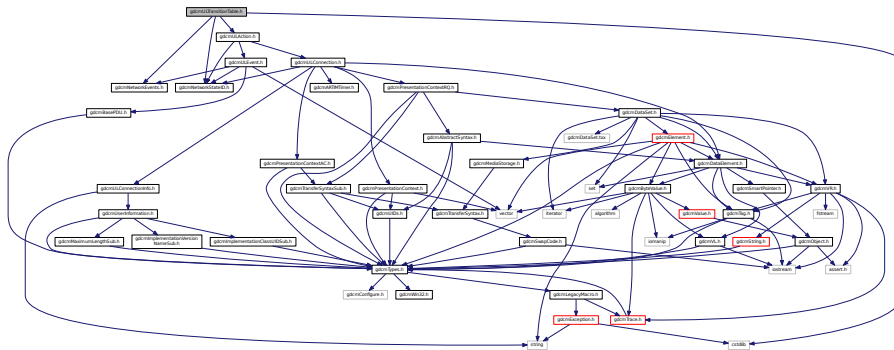 gdcmULTransitionTable.h
gdcmULAction.h
gdcmULEvent.h
gdcmULConnection.h
gdcmNetworkEvents.h
gdcmNetworkStateID.h
gdcmARTIMTimer.h
gdcmPresentationContextRQ.h
gdcmBasePDU.h
gdcmDataSet.h
gdcmAbstractSyntax.h
gdcmDataSet.txx
gdcmElement.h
gdcmPresentationContextAC.h
gdcmMediaStorage.h
gdcmDataElement.h
gdcmULConnectionInfo.h
gdcmTransferSyntaxSub.h
gdcmPresentationContext.h
set
gdcmByteValue.h
gdcmSmartPointer.h
gdcmVR.h
gdcmUserInformation.h
gdcmUIDs.h
gdcmTransferSyntax.h
vector
iterator
algorithm
gdcmValue.h
gdcmTag.h
fstream
gdcmMaximumLengthSub.h
gdcmImplementationVersion
NameSub.h
gdcmImplementationClassUIDSub.h
gdcmSwapCode.h
iomanip
gdcmVL.h
gdcmString.h
gdcmObject.h
gdcmTypes.h
iostream
assert.h
gdcmConfigure.h
gdcmWin32.h
gdcmLegacyMacro.h
gdcmException.h
gdcmTrace.h
string
cstdlib